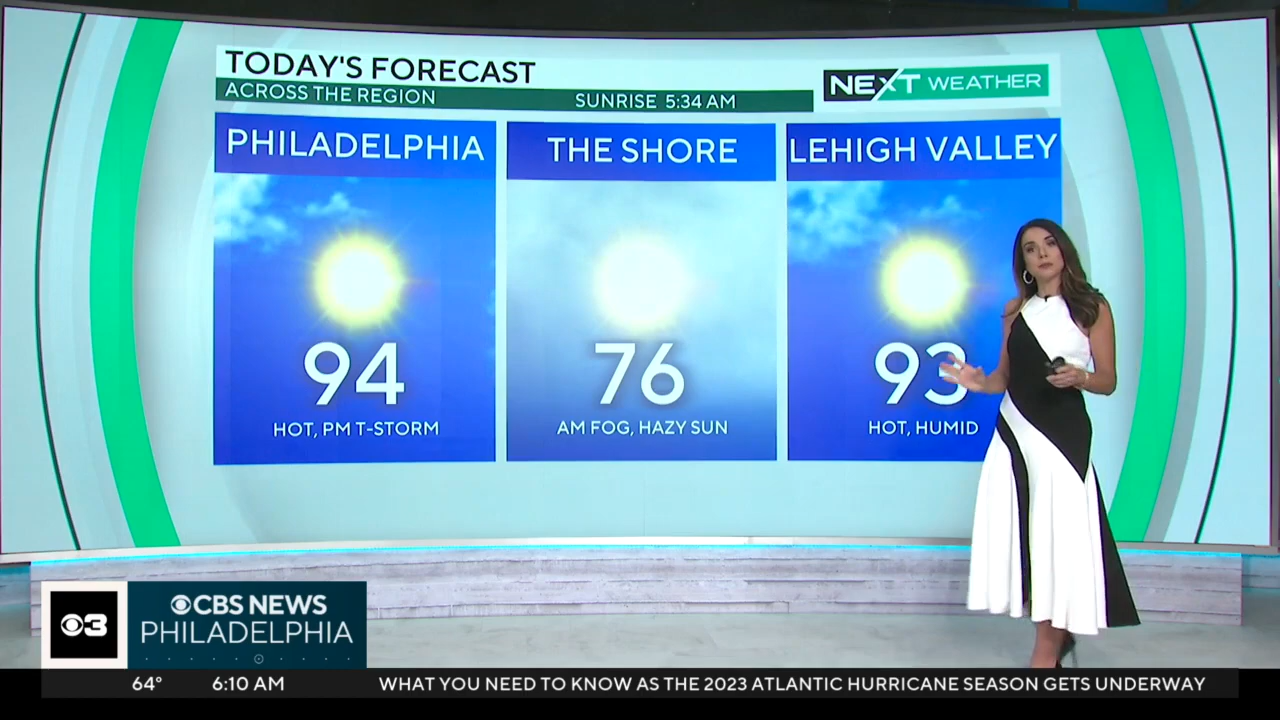 TODAY'S FORECAST
ACROSS THE REGION SUNRISE 5:34 AM
NEXT WEATHER
PHILADELPHIA
94
HOT, PM T-STORM
THE SHORE
76
AM FOG, HAZY SUN
LEHIGH VALLEY
93
HOT, HUMID
3
CBS NEWS
PHILADELPHIA
64° 6:10 AM WHAT YOU NEED TO KNOW AS THE 2023 ATLANTIC HURRICANE SEASON GETS UNDERWAY